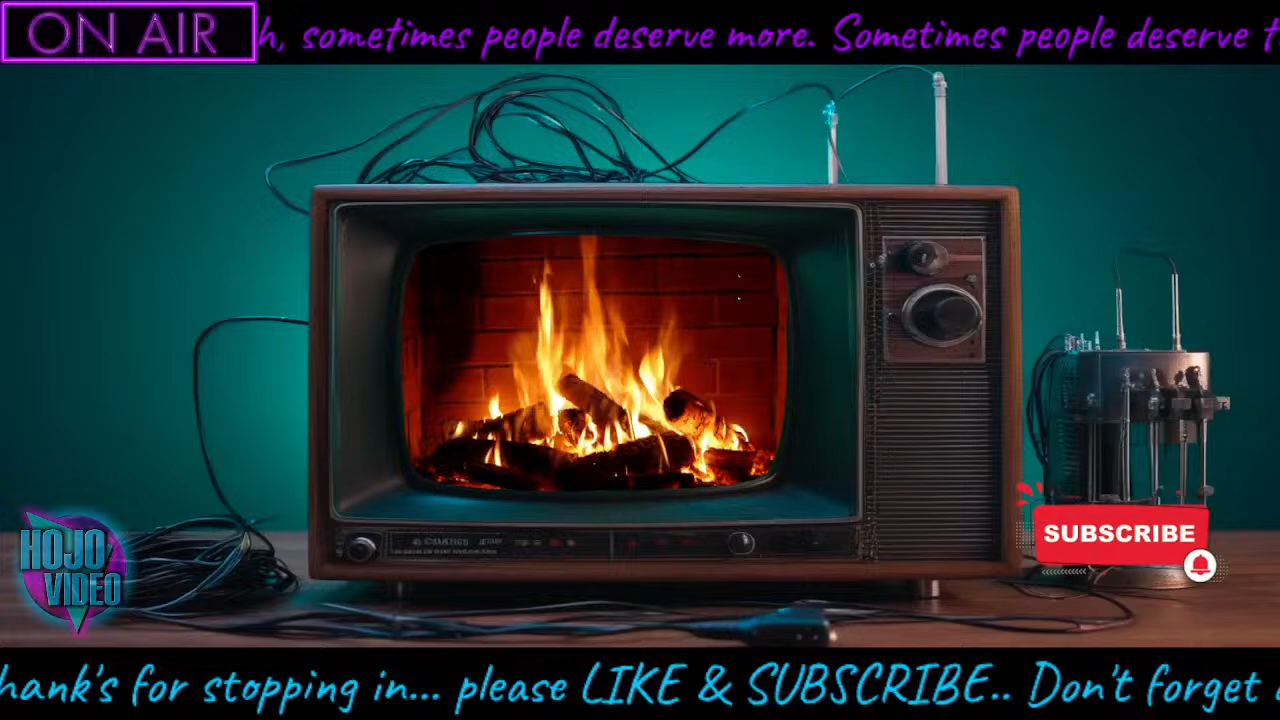 ON AIR
h, sometimes people deserve more. Sometimes people deserve t
SUBSCRIBE
HOJO
VIDEO
hank's for stopping in... please LIKE & SUBSCRIBE.. Don't forget